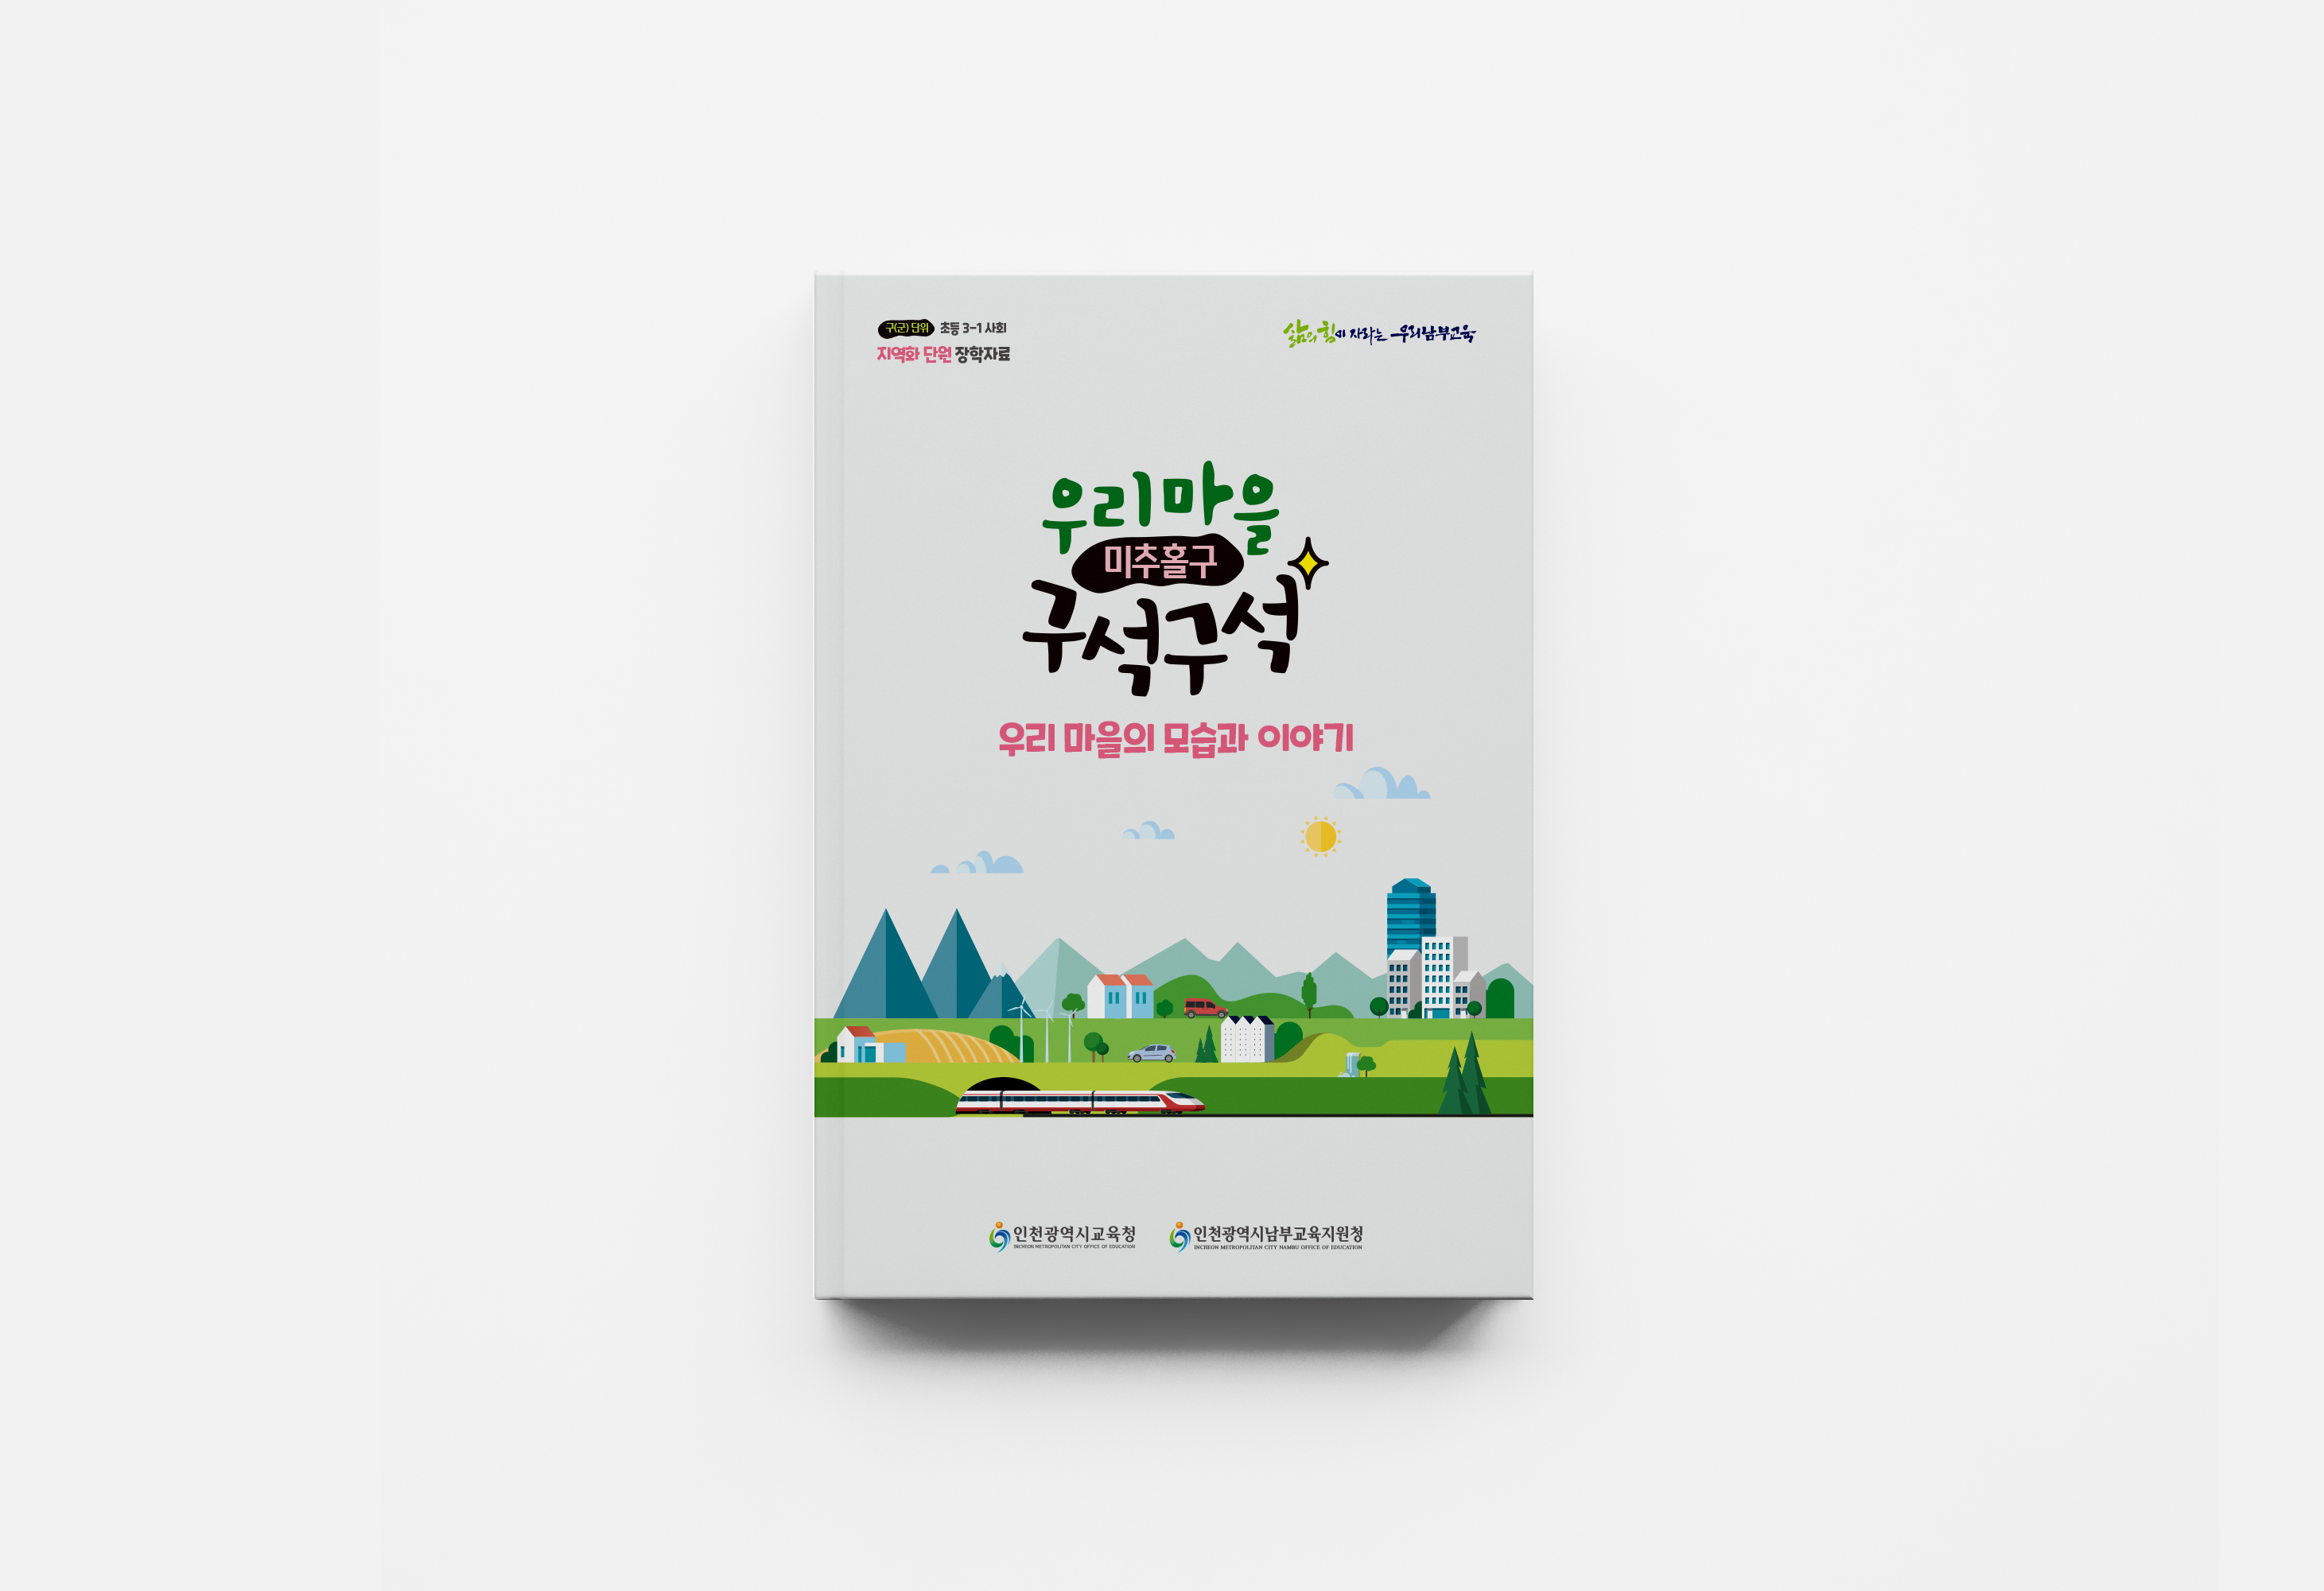 구(군) 단위 초등 3-1 사회
지역화 단원 장학자료
삶의 힘이 자라는 우리남부교육
우리마을
미추홀구
구석구석
우리 마을의 모습과 이야기
인천광역시교육청
INCHEON METROPOLITAN CITY OFFICE OF EDUCATION
인천광역시남부교육지원청
INCHEON METROPOLITAN CITY NAMBU OFFICE OF EDUCATION